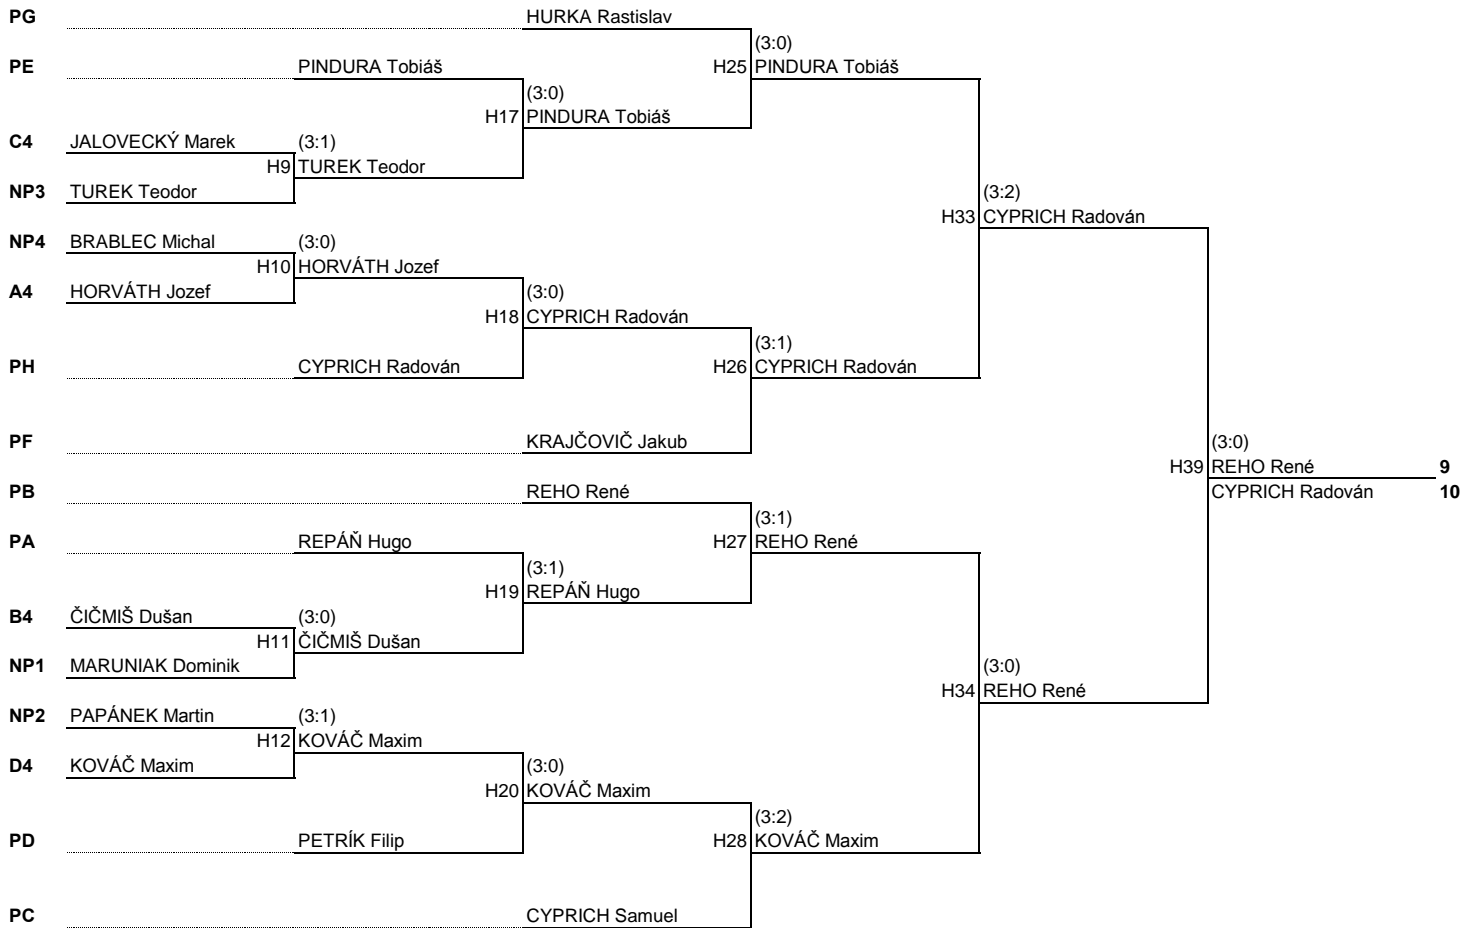 PG HURKA Rastislav
(3:0)
PE PINDURA Tobiáš H25 PINDURA Tobiáš
(3:0)
H17 PINDURA Tobiáš
C4 JALOVECKÝ Marek (3:1)
H9 TUREK Teodor
NP3 TUREK Teodor (3:2)
H33 CYPRICH Radován
NP4 BRABLEC Michal (3:0)
H10 HORVÁTH Jozef
A4 HORVÁTH Jozef (3:0)
H18 CYPRICH Radován
(3:1)
PH CYPRICH Radován H26 CYPRICH Radován
PF KRAJČOVIČ Jakub (3:0)
H39 REHO René 9
PB REHO René CYPRICH Radován 10
(3:1)
PA REPÁŇ Hugo H27 REHO René
(3:1)
H19 REPÁŇ Hugo
B4 ČIČMIŠ Dušan (3:0)
H11 ČIČMIŠ Dušan
NP1 MARUNIAK Dominik (3:0)
H34 REHO René
NP2 PAPÁNEK Martin (3:1)
H12 KOVÁČ Maxim
D4 KOVÁČ Maxim (3:0)
H20 KOVÁČ Maxim
(3:2)
PD PETRÍK Filip H28 KOVÁČ Maxim
PC CYPRICH Samuel